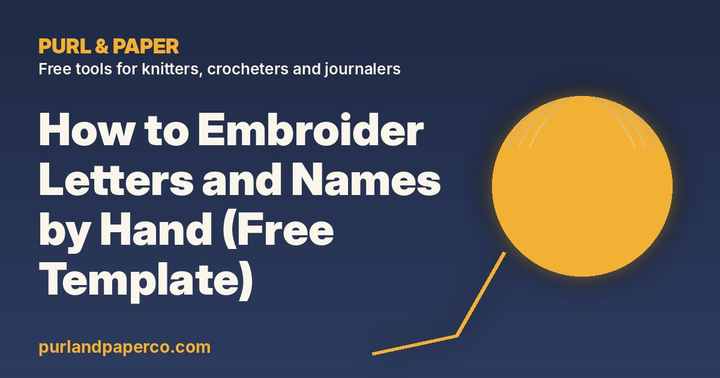 PURL & PAPER
Free tools for knitters, crocheters and journalers
How to Embroider
Letters and Names
by Hand (Free
Template)
purlandpaperco.com